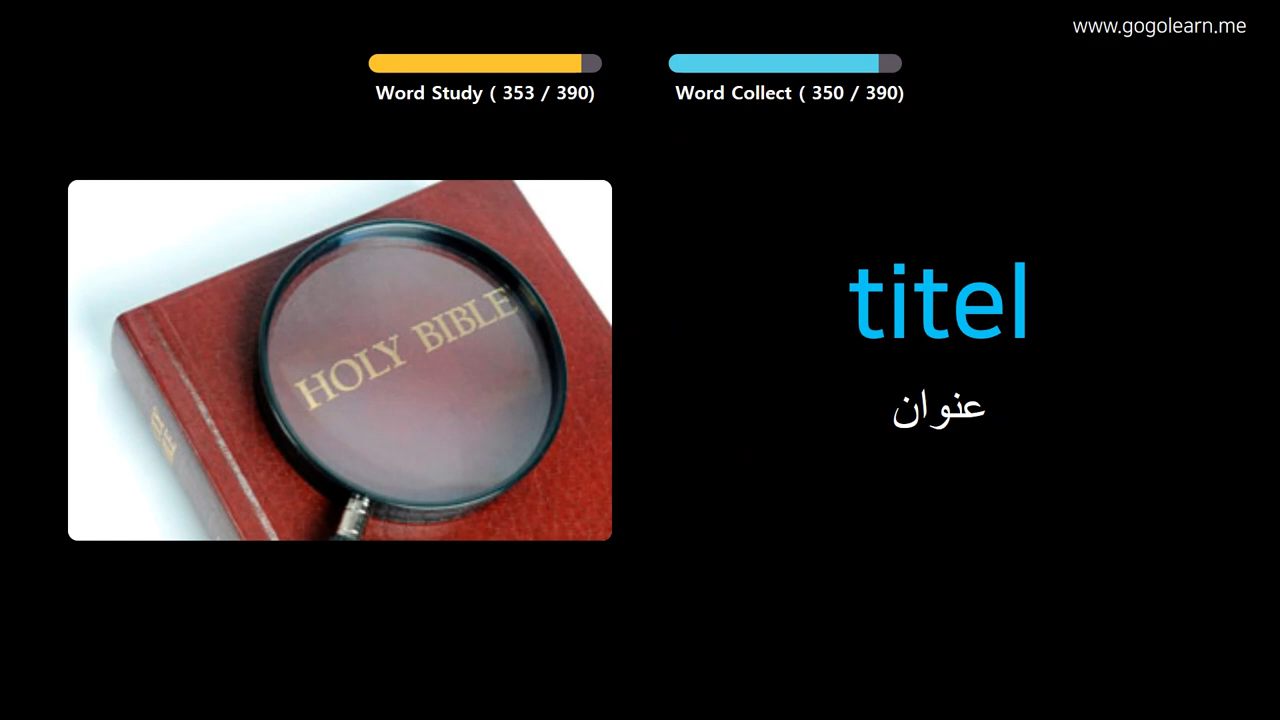 www.gogolearn.me
Word Study ( 353 / 390)
Word Collect ( 350 / 390)
HOLY BIBLE
titel
عنوان